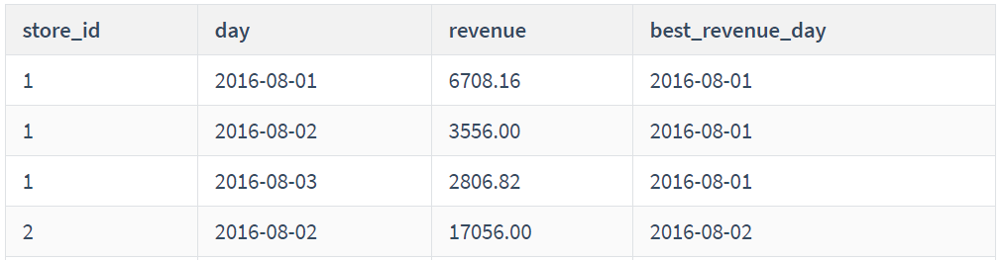 store_id day revenue best_revenue_day
1 2016-08-01 6708.16 2016-08-01
1 2016-08-02 3556.00 2016-08-01
1 2016-08-03 2806.82 2016-08-01
2 2016-08-02 17056.00 2016-08-02